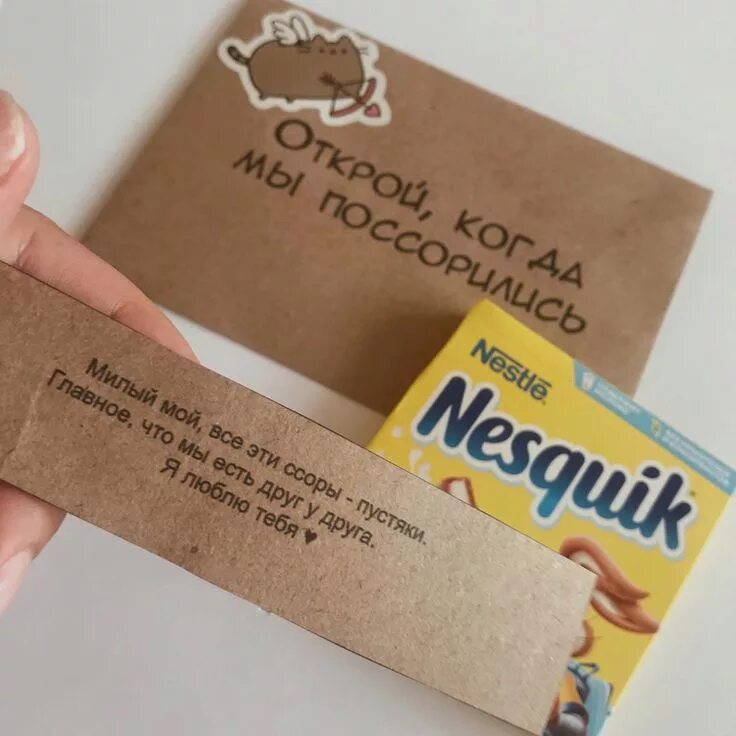 Открой, когда
мы поссорились
Милый мой, все эти ссоры - пустяки.
Главное, что мы есть друг у друга.
Я люблю тебя ♥
Nestlé
Nesquik